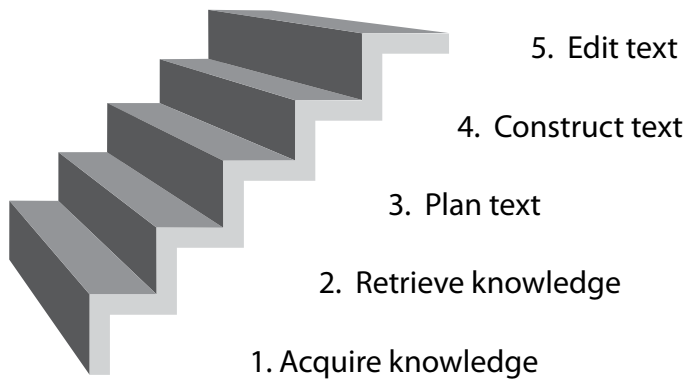 5. Edit text
4. Construct text
3. Plan text
2. Retrieve knowledge
1. Acquire knowledge